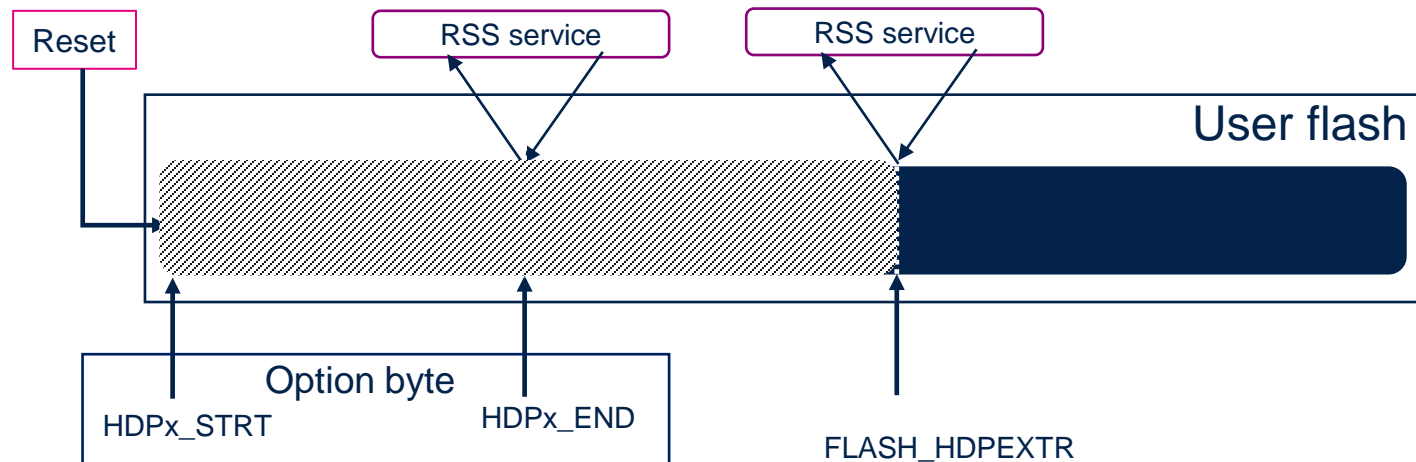 Reset
RSS service
RSS service
User flash
Option byte
HDPx_STRT
HDPx_END
FLASH_HDPEXTR